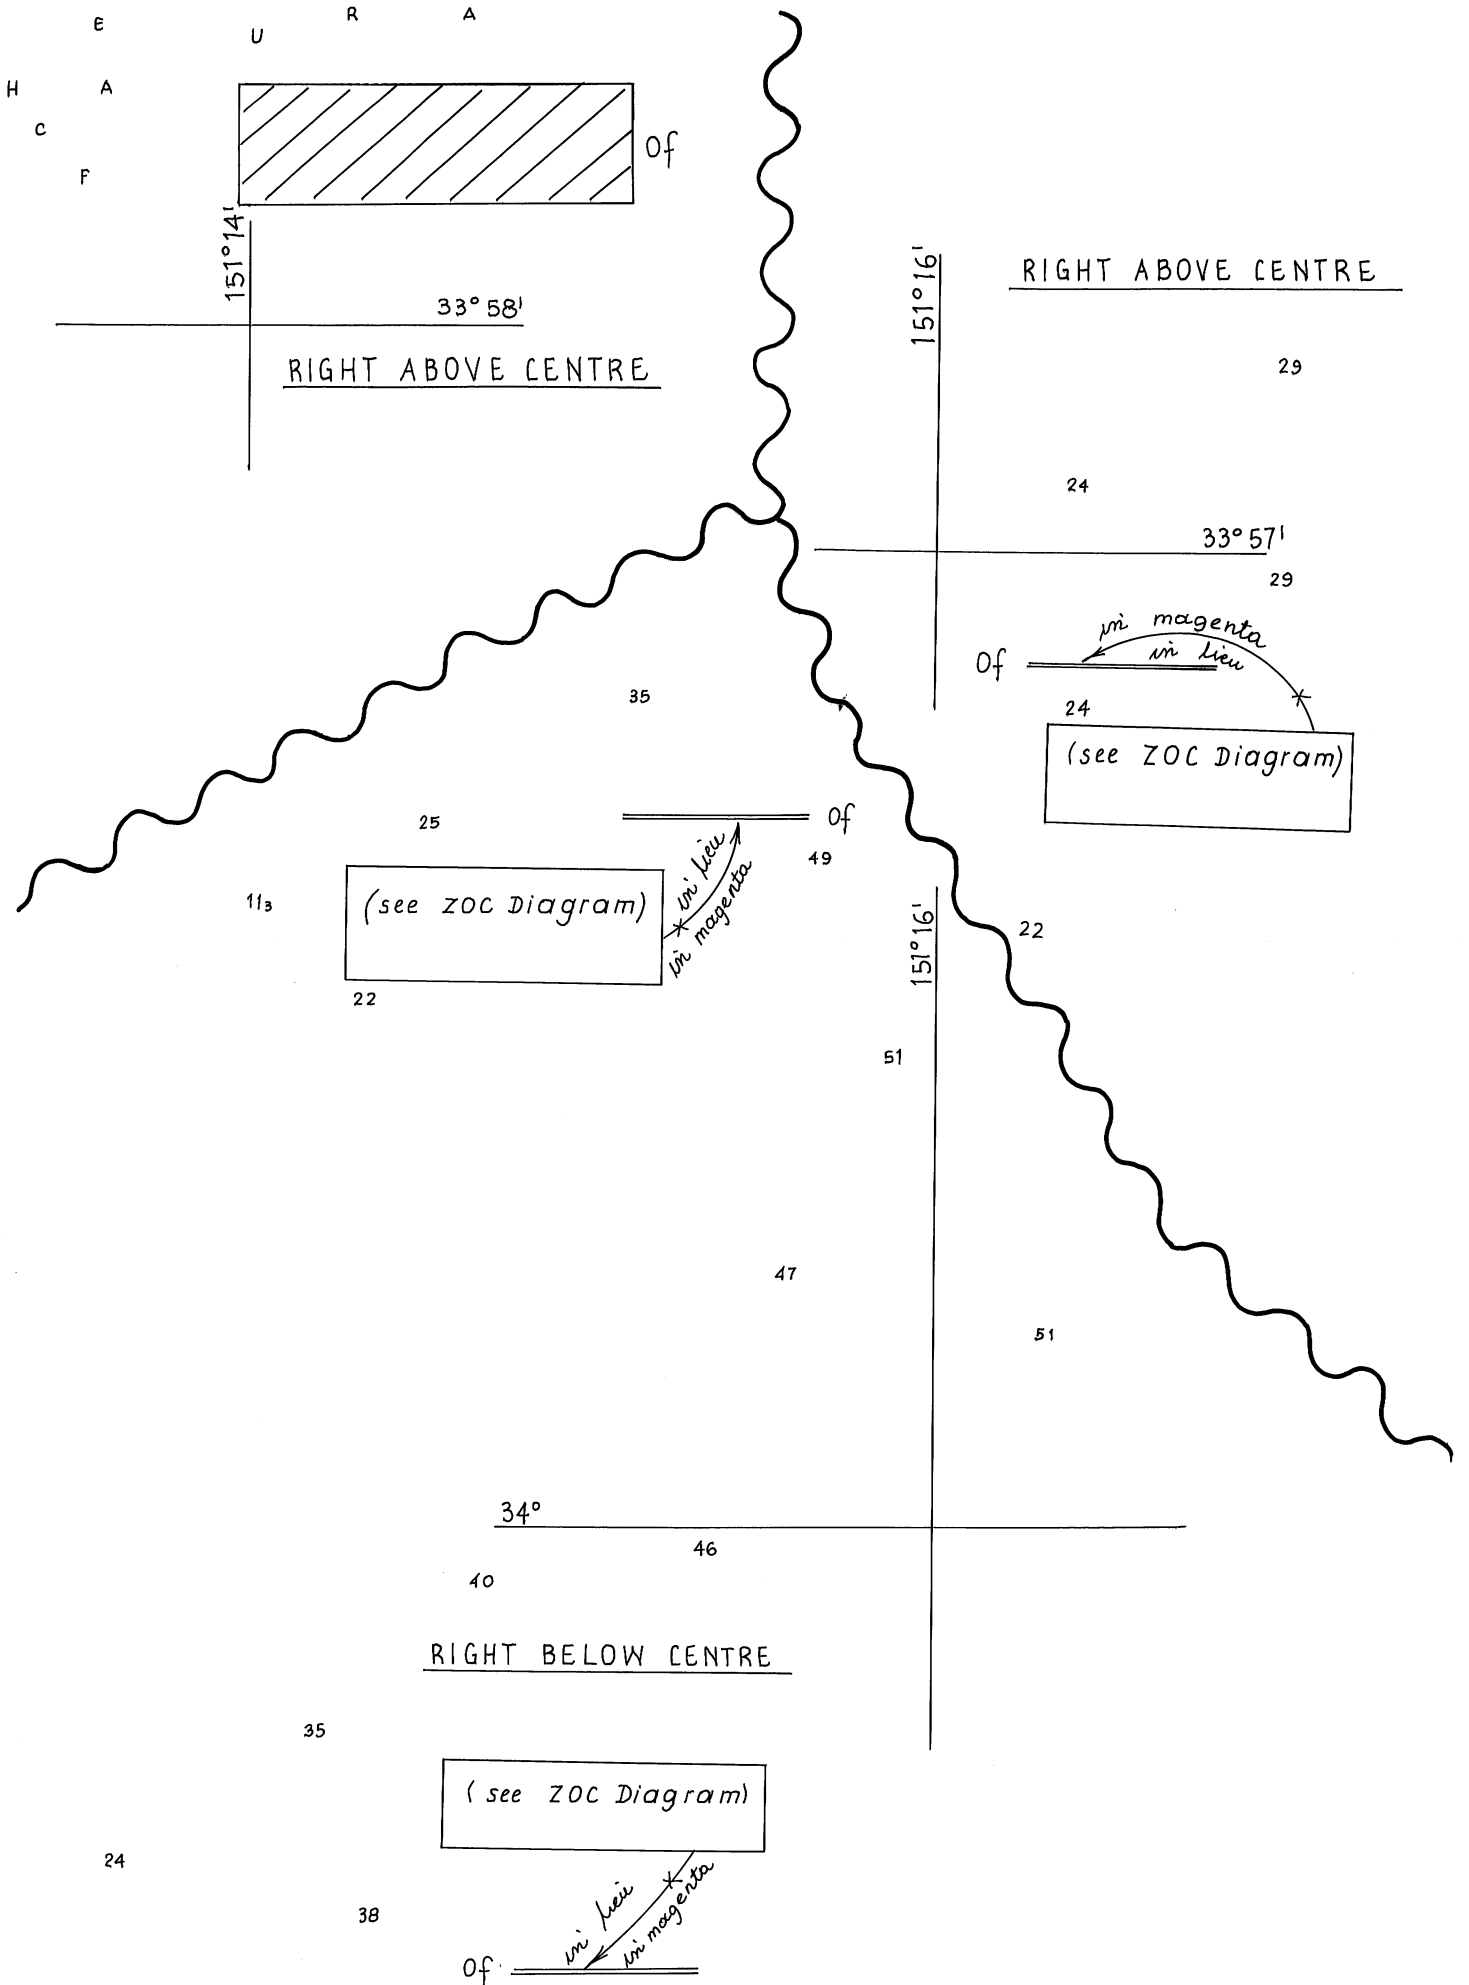 E U R A
H A
C
F
Of
151°14'
33°58'
RIGHT ABOVE CENTRE
151°16'
RIGHT ABOVE CENTRE
29
24
33°57'
29
in magenta
in lieu
Of
24
(see ZOC Diagram)
35
25
Of
49
in lieu
in magenta
11₃
(see ZOC Diagram)
22
151°16'
22
51
47
51
34°
46
40
RIGHT BELOW CENTRE
35
(see ZOC Diagram)
24
in lieu
in magenta
38
Of